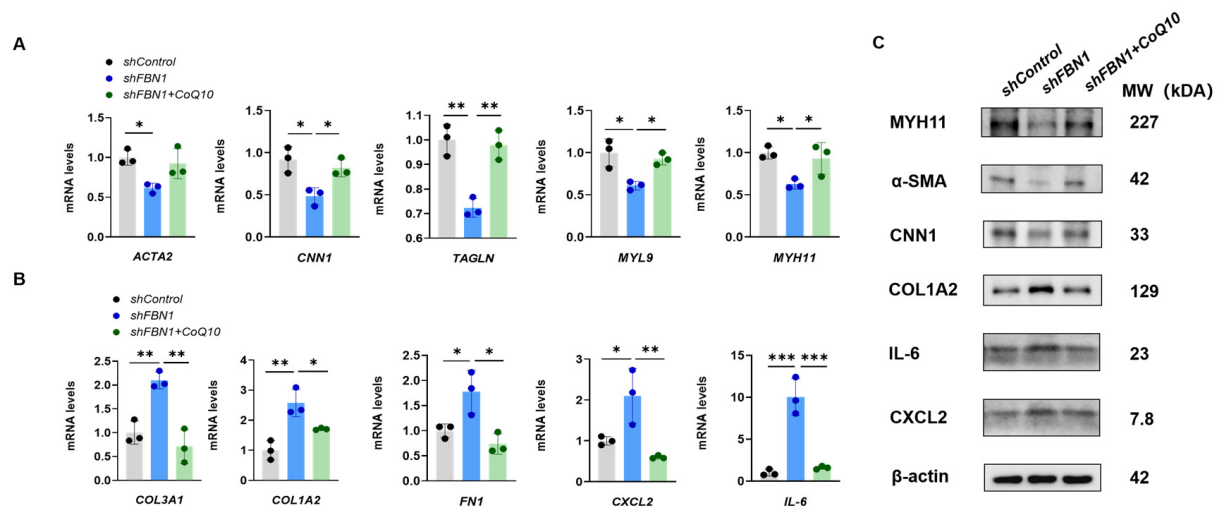 A
shControl
shFBN1
shFBN1+CoQ10
mRNA levels
1.5
1.0
0.5
0.0
*
ACTA2
mRNA levels
1.5
1.0
0.5
0.0
* *
CNN1
mRNA levels
1.1
1.0
0.9
0.8
0.7
0.6
** **
TAGLN
mRNA levels
1.5
1.0
0.5
0.0
* *
MYL9
mRNA levels
1.5
1.0
0.5
0.0
* *
MYH11
B
shControl
shFBN1
shFBN1+CoQ10
mRNA levels
2.5
2.0
1.5
1.0
0.5
0.0
** **
COL3A1
mRNA levels
6
4
2
0
** *
COL1A2
mRNA levels
2.5
2.0
1.5
1.0
0.5
0.0
* *
FN1
mRNA levels
3
2
1
0
* **
CXCL2
mRNA levels
15
10
5
0
*** ***
IL-6
C
shControl
shFBN1
shFBN1+CoQ10
MW (kDA)
MYH11 227
α-SMA 42
CNN1 33
COL1A2 129
IL-6 23
CXCL2 7.8
β-actin 42